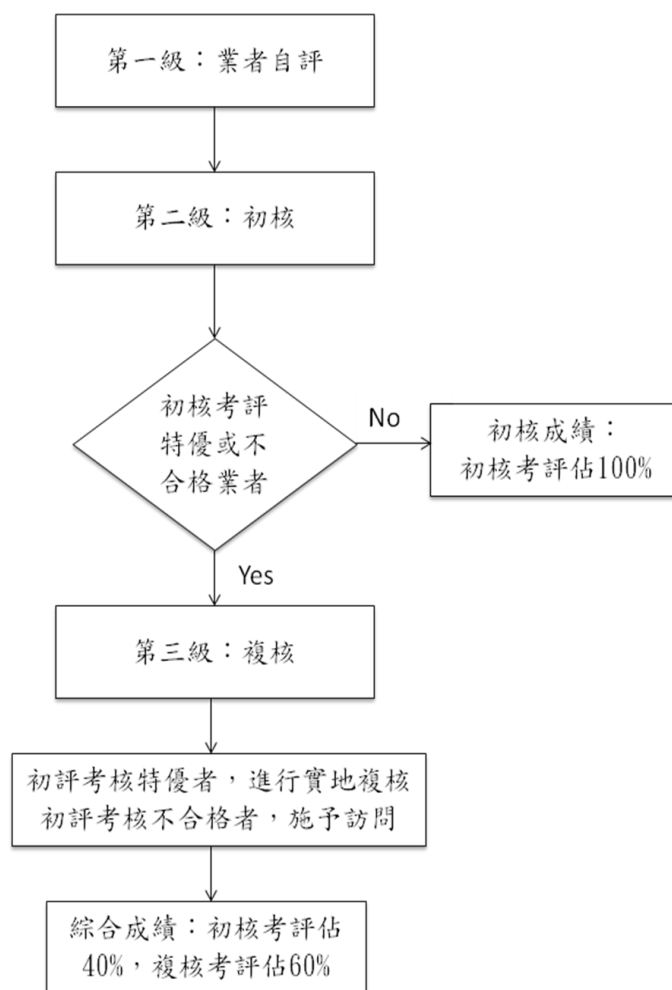 第一級：業者自評
第二級：初核
初核考評
特優或不
合格業者
No
初核成績：
初核考評佔100%
Yes
第三級：複核
初評考核特優者，進行實地複核
初評考核不合格者，施予訪問
綜合成績：初核考評佔
40%，複核考評佔60%